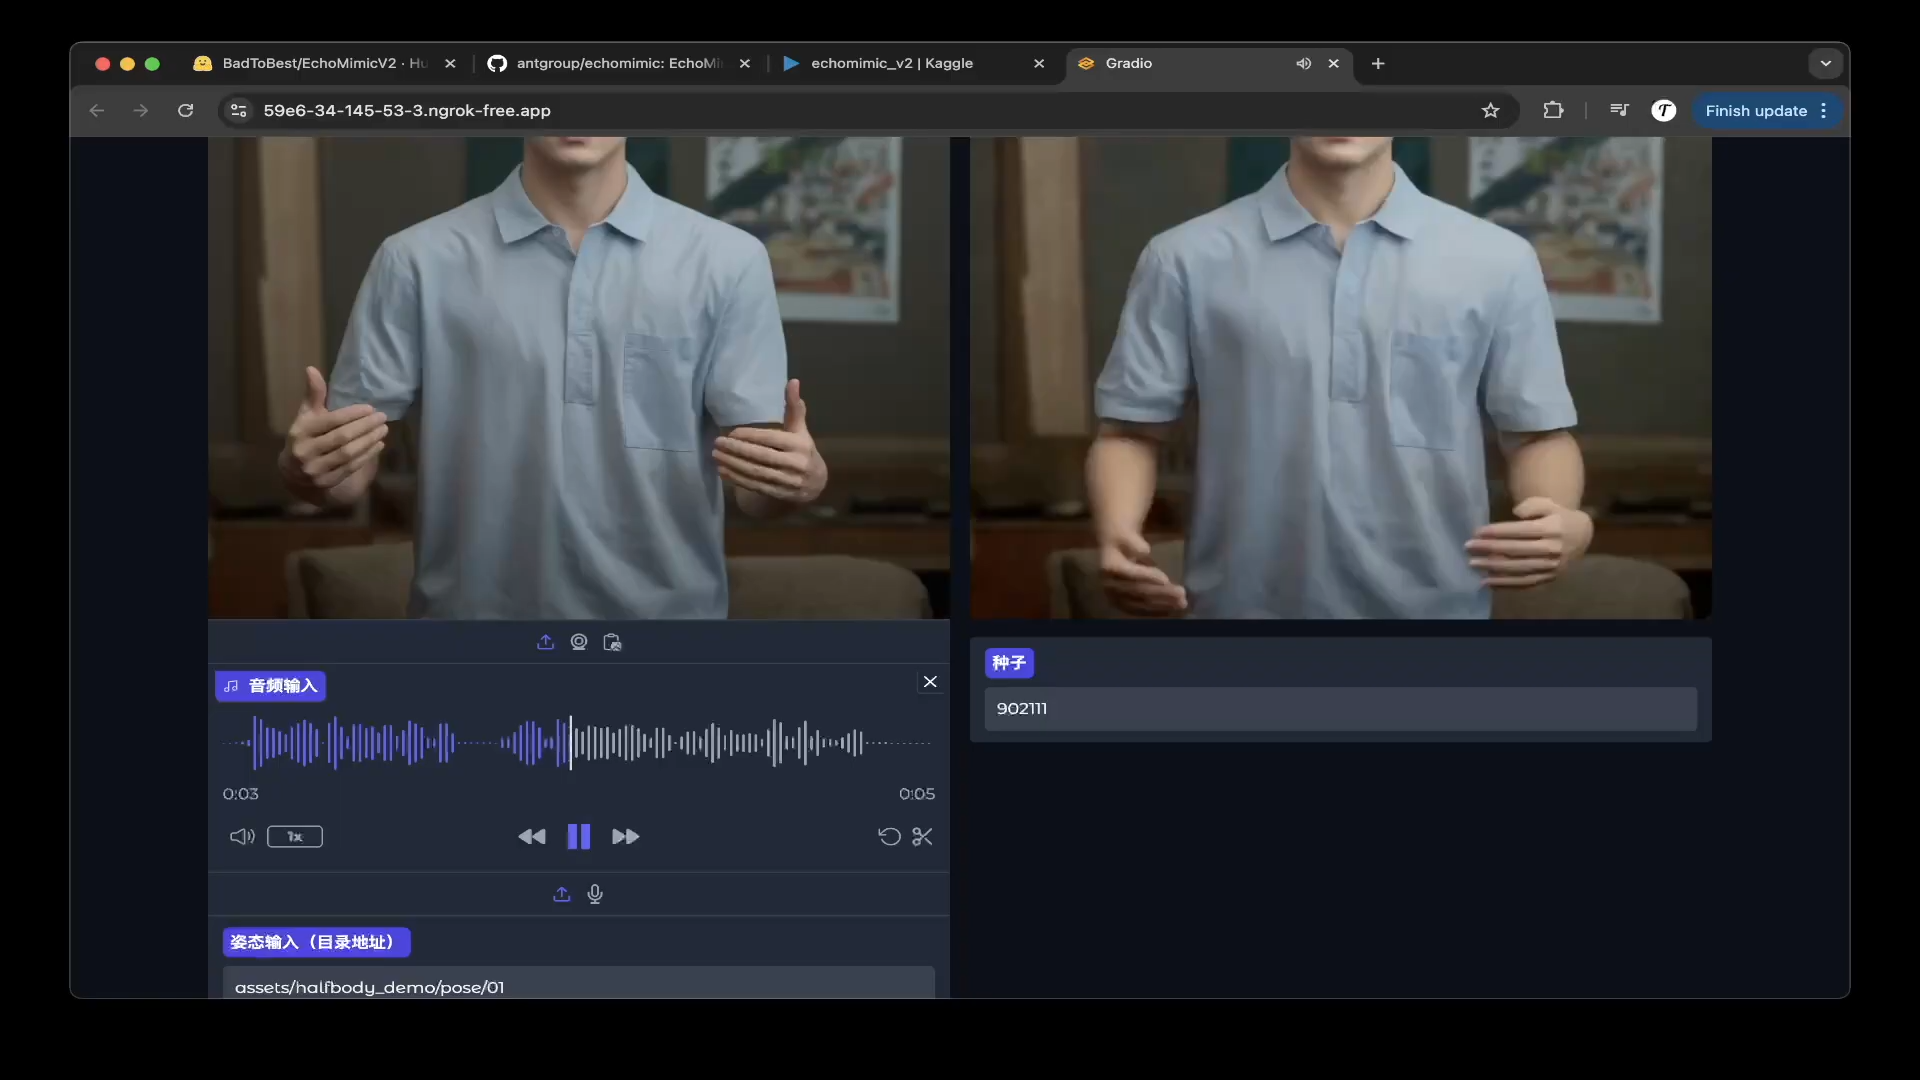 BadToBest/EchoMimicV2 · Hu
antgroup/echomimic: EchoMi
echomimic_v2 | Kaggle
Gradio
59e6-34-145-53-3.ngrok-free.app
Finish update
音频输入
0:03
0:05
1x
姿态输入（目录地址）
assets/halfbody_demo/pose/01
种子
902111